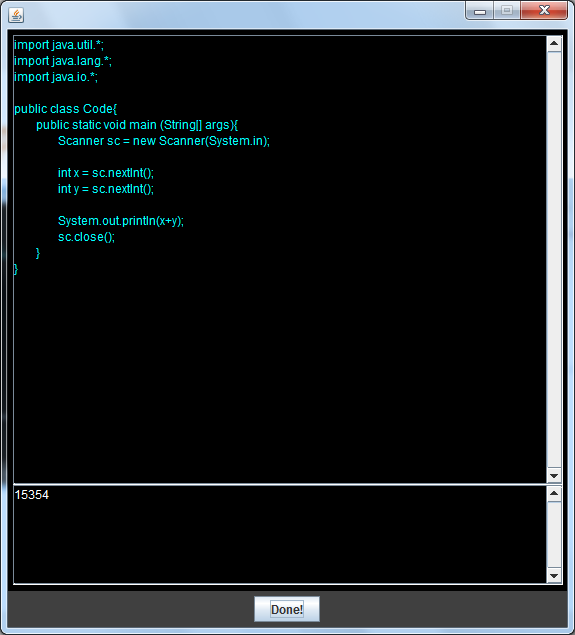 import java.util.*;
import java.lang.*;
import java.io.*;
public class Code{
public static void main (String[] args){
Scanner sc = new Scanner(System.in);
int x = sc.nextInt();
int y = sc.nextInt();
System.out.println(x+y);
sc.close();
}
}
15354
Done!